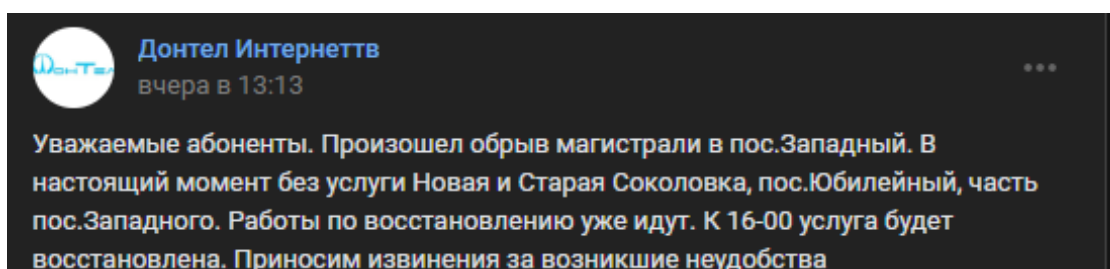 Донтел Интернеттв
ДонТел
вчера в 13:13
Уважаемые абоненты. Произошел обрыв магистрали в пос.Западный. В
настоящий момент без услуги Новая и Старая Соколовка, пос.Юбилейный, часть
пос.Западного. Работы по восстановлению уже идут. К 16-00 услуга будет
восстановлена. Приносим извинения за возникшие неудобства